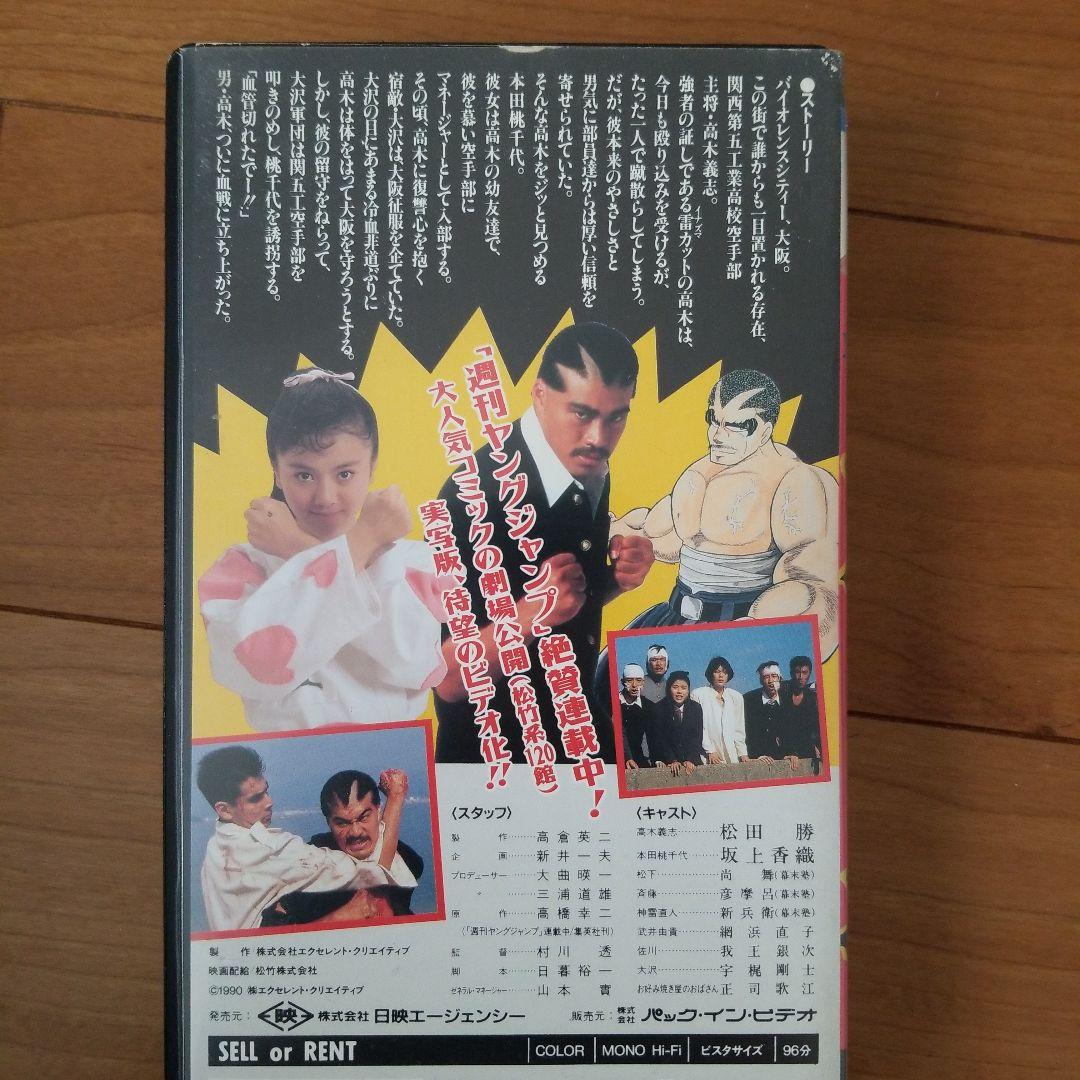 ●ストーリー
バイオレンスシティー、大阪。
この街で誰からも一目置かれる存在、
関西第五工業高校空手部
主将・高木義志。
強者の証しである雷カットの高木は、
イナズマ
今日も殴り込みを受けるが、
たった一人で蹴散らしてしまう。
だが、彼本来のやさしさと
男気に部員達からは厚い信頼を
寄せられていた。
そんな高木をジッと見つめる
本田桃千代。
彼女は高木の幼友達で、
彼を慕い空手部に
マネージャーとして入部する。
その頃、高木に復讐心を抱く
宿敵・大沢は、大阪征服を企てていた。
大沢の目にあまる冷血非道ぶりに
高木は体をはって大阪を守ろうとする。
しかし、彼の留守をねらって、
大沢軍団は関五工空手部を
叩きのめし、桃千代を誘拐する。
「血管切れたでー!!」
男・高木、ついに血戦に立ち上がった。
「週刊ヤングジャンプ」絶賛連載中!
大人気コミックの劇場公開(松竹系120館)
実写版、待望のビデオ化!!
〈スタッフ〉
製作………高倉英二
企画………新井一夫
プロデューサー………大曲暎一
〃………三浦道雄
原作………高橋幸二
(「週刊ヤングジャンプ」連載中/集英社刊)
監督………村川透
脚本………日暮裕一
ゼネラル・マネージャー………山本實
〈キャスト〉
高木義志………松田勝
本田桃千代………坂上香織
松下………尚舞(幕末塾)
斉藤………彦摩呂(幕末塾)
神雷直人………新兵衛(幕末塾)
武井由貴………網浜直子
佐川………我王銀次
大沢………宇梶剛士
お好み焼き屋のおばさん 正司歌江
製作 株式会社エクセレント・クリエイティブ
映画配給/松竹株式会社
©1990 ㈱エクセレント・クリエイティブ
発売元: 映 株式会社 日映エージェンシー
販売元: 株式会社 パック・イン・ビデオ
SELL or RENT
COLOR
MONO Hi-Fi
ビスタサイズ
96分